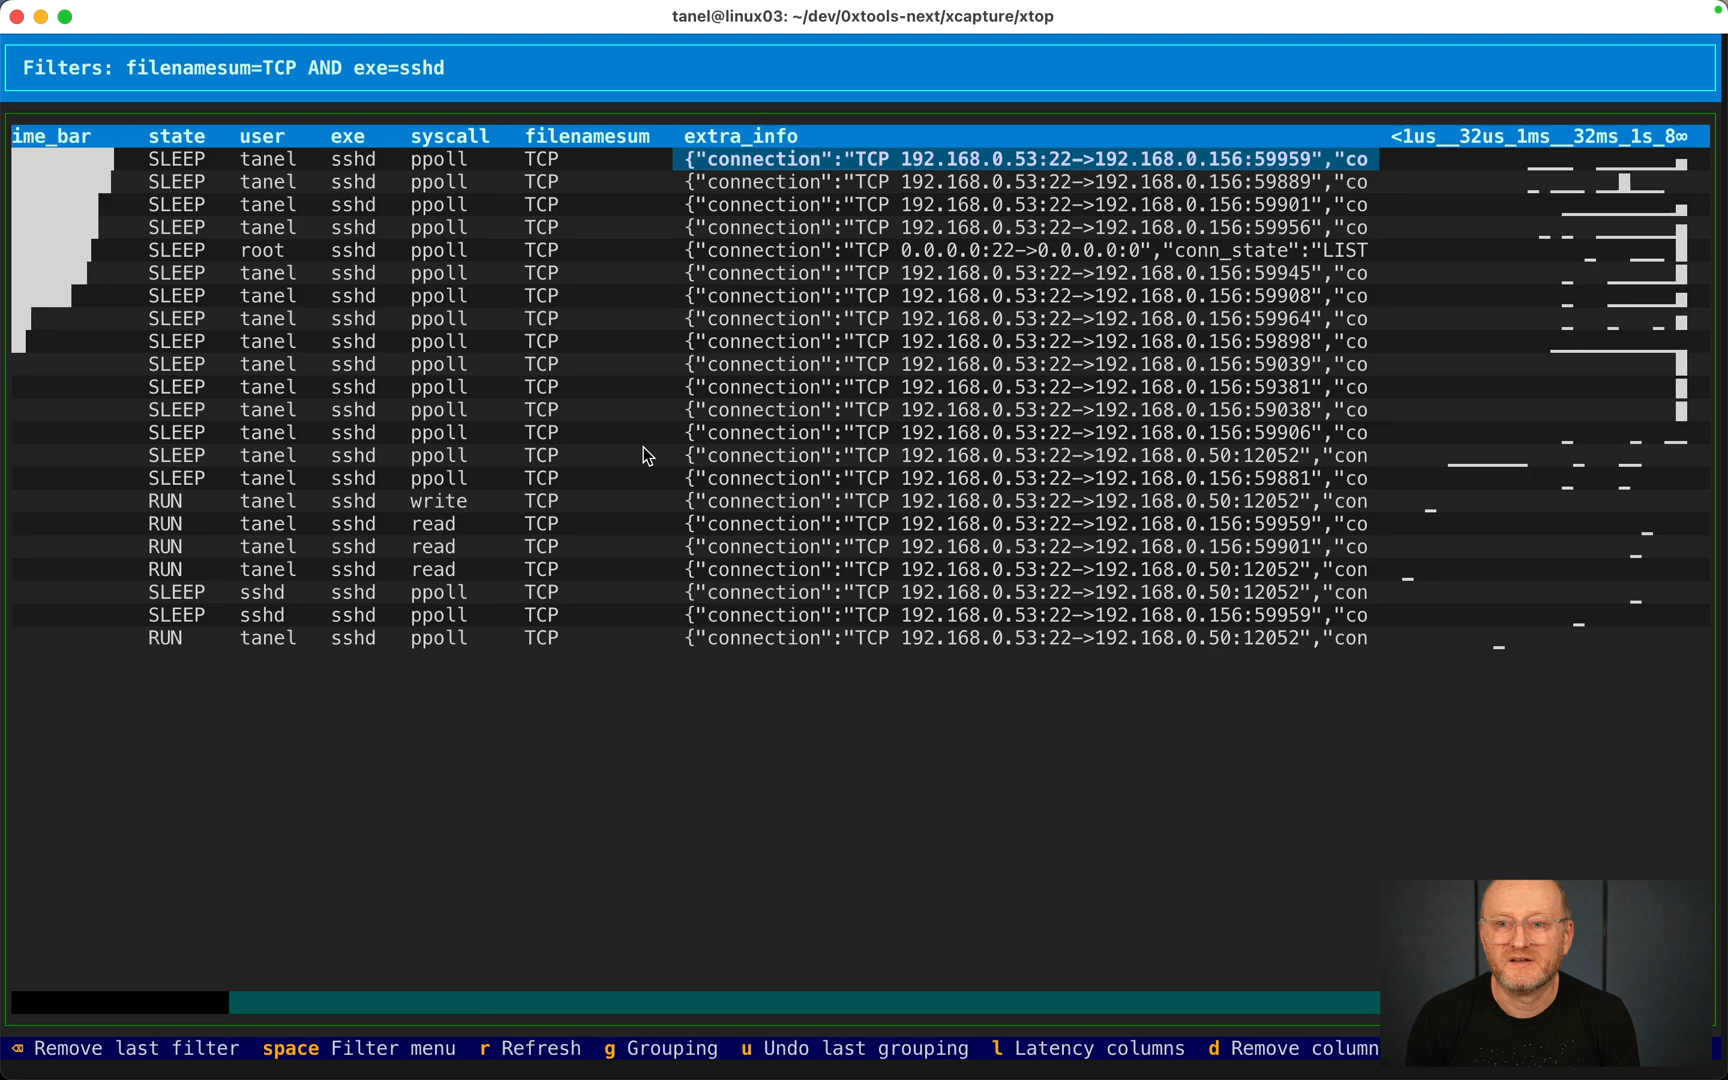 tanel@linux03: ~/dev/0xtools-next/xcapture/xtop
Filters: filenamesum=TCP AND exe=sshd
ime_bar state user exe syscall filenamesum extra_info <1us__32us_1ms__32ms_1s_8∞
SLEEP tanel sshd ppoll TCP {"connection":"TCP 192.168.0.53:22->192.168.0.156:59959","co
SLEEP tanel sshd ppoll TCP {"connection":"TCP 192.168.0.53:22->192.168.0.156:59889","co
SLEEP tanel sshd ppoll TCP {"connection":"TCP 192.168.0.53:22->192.168.0.156:59901","co
SLEEP tanel sshd ppoll TCP {"connection":"TCP 192.168.0.53:22->192.168.0.156:59956","co
SLEEP root sshd ppoll TCP {"connection":"TCP 0.0.0.0:22->0.0.0.0:0","conn_state":"LIST
SLEEP tanel sshd ppoll TCP {"connection":"TCP 192.168.0.53:22->192.168.0.156:59945","co
SLEEP tanel sshd ppoll TCP {"connection":"TCP 192.168.0.53:22->192.168.0.156:59908","co
SLEEP tanel sshd ppoll TCP {"connection":"TCP 192.168.0.53:22->192.168.0.156:59964","co
SLEEP tanel sshd ppoll TCP {"connection":"TCP 192.168.0.53:22->192.168.0.156:59898","co
SLEEP tanel sshd ppoll TCP {"connection":"TCP 192.168.0.53:22->192.168.0.156:59039","co
SLEEP tanel sshd ppoll TCP {"connection":"TCP 192.168.0.53:22->192.168.0.156:59381","co
SLEEP tanel sshd ppoll TCP {"connection":"TCP 192.168.0.53:22->192.168.0.156:59038","co
SLEEP tanel sshd ppoll TCP {"connection":"TCP 192.168.0.53:22->192.168.0.156:59906","co
SLEEP tanel sshd ppoll TCP {"connection":"TCP 192.168.0.53:22->192.168.0.50:12052","con
SLEEP tanel sshd ppoll TCP {"connection":"TCP 192.168.0.53:22->192.168.0.156:59881","co
RUN tanel sshd write TCP {"connection":"TCP 192.168.0.53:22->192.168.0.50:12052","con
RUN tanel sshd read TCP {"connection":"TCP 192.168.0.53:22->192.168.0.156:59959","co
RUN tanel sshd read TCP {"connection":"TCP 192.168.0.53:22->192.168.0.156:59901","co
RUN tanel sshd read TCP {"connection":"TCP 192.168.0.53:22->192.168.0.50:12052","con
SLEEP sshd sshd ppoll TCP {"connection":"TCP 192.168.0.53:22->192.168.0.50:12052","con
SLEEP sshd sshd ppoll TCP {"connection":"TCP 192.168.0.53:22->192.168.0.156:59959","co
RUN tanel sshd ppoll TCP {"connection":"TCP 192.168.0.53:22->192.168.0.50:12052","con
⌫ Remove last filter space Filter menu r Refresh g Grouping u Undo last grouping l Latency columns d Remove column